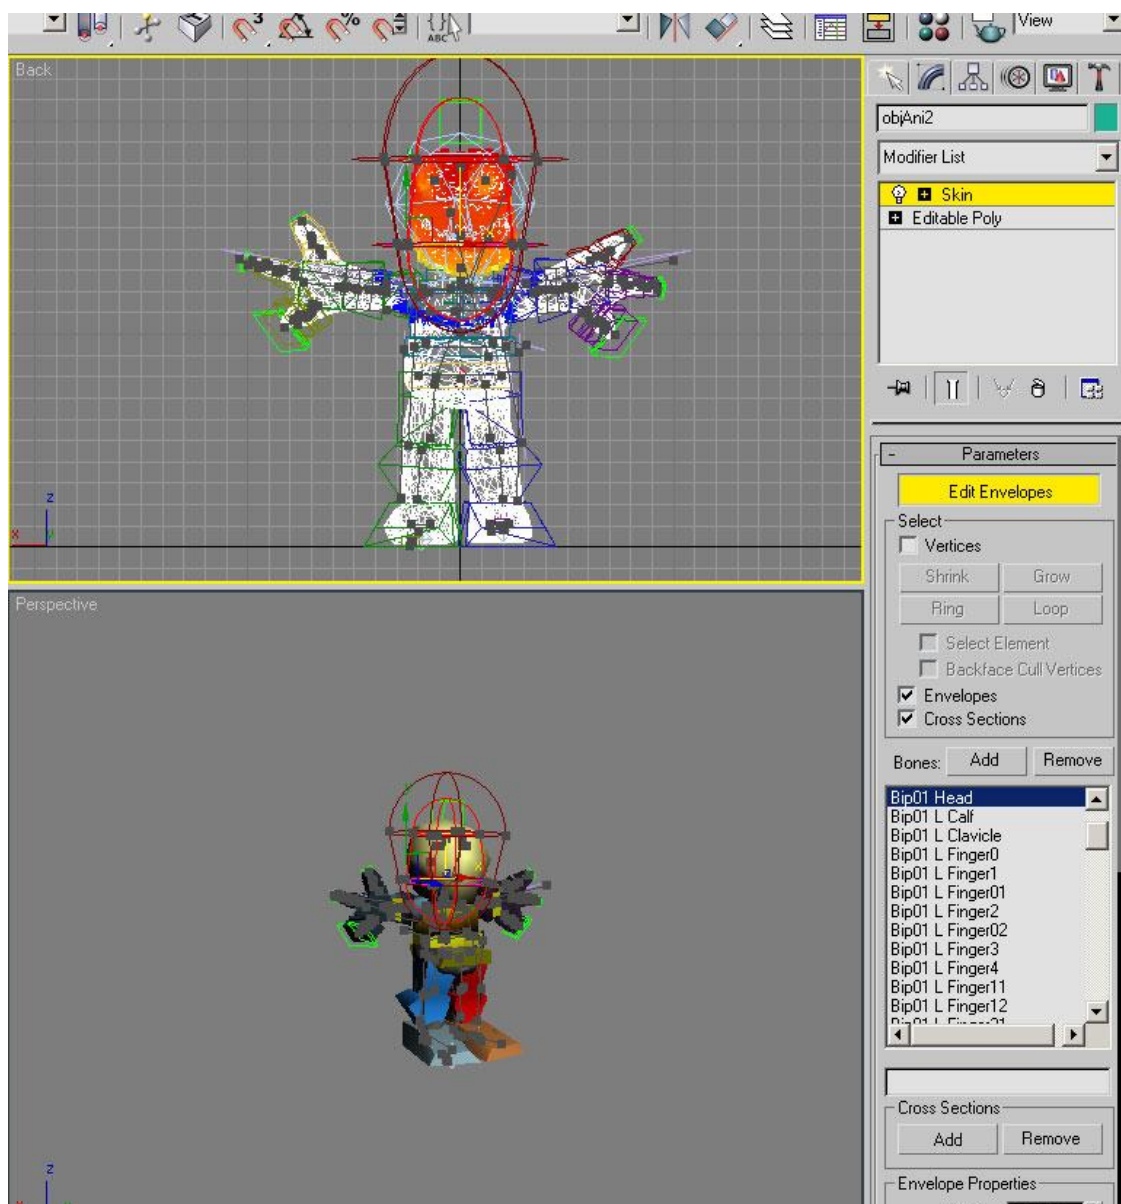 3
%
{}
ABC
View
Back
objAni2
Modifier List
Skin
Editable Poly
z
x
Parameters
Edit Envelopes
Select
Vertices
Shrink Grow
Ring Loop
Select Element
Backface Cull Vertices
Envelopes
Cross Sections
Bones: Add Remove
Bip01 Head
Bip01 L Calf
Bip01 L Clavicle
Bip01 L Finger0
Bip01 L Finger1
Bip01 L Finger01
Bip01 L Finger2
Bip01 L Finger02
Bip01 L Finger3
Bip01 L Finger4
Bip01 L Finger11
Bip01 L Finger12
Perspective
z
Cross Sections
Add Remove
Envelope Properties